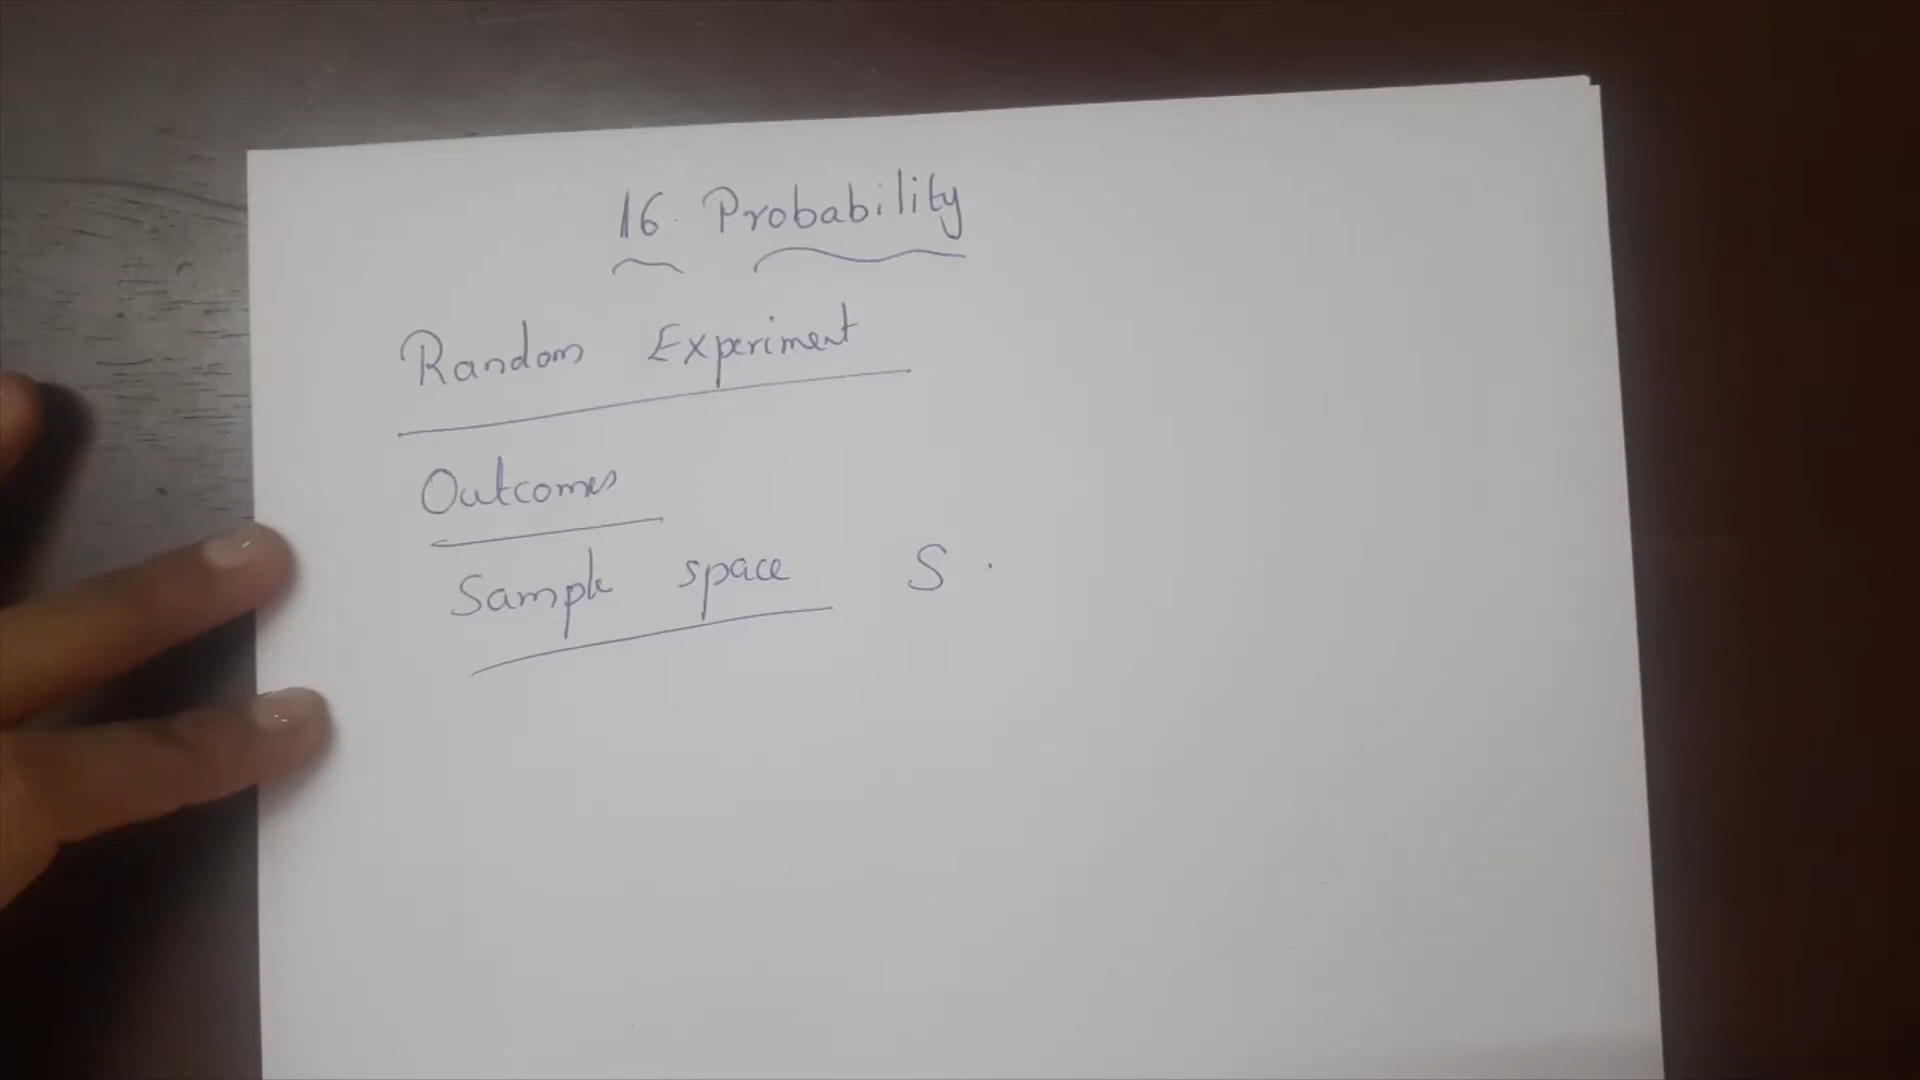 16. Probability
Random Experiment
Outcomes
Sample space S.